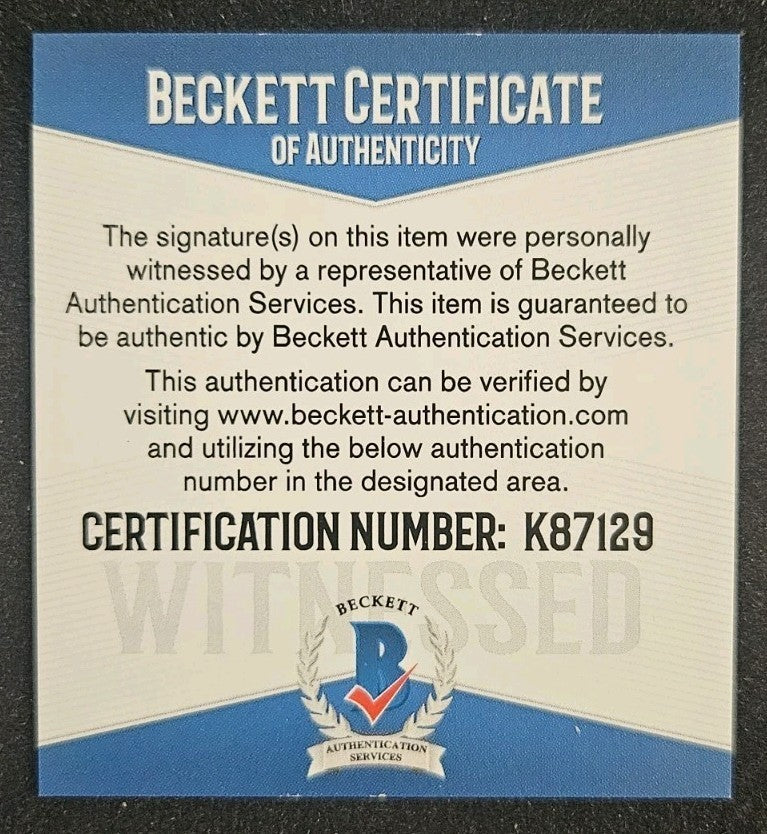 BECKETT CERTIFICATE
OF AUTHENTICITY
The signature(s) on this item were personally
witnessed by a representative of Beckett
Authentication Services. This item is guaranteed to
be authentic by Beckett Authentication Services.
This authentication can be verified by
visiting www.beckett-authentication.com
and utilizing the below authentication
number in the designated area.
CERTIFICATION NUMBER: K87129
WITNESSED
BECKETT
B
AUTHENTICATION
SERVICES